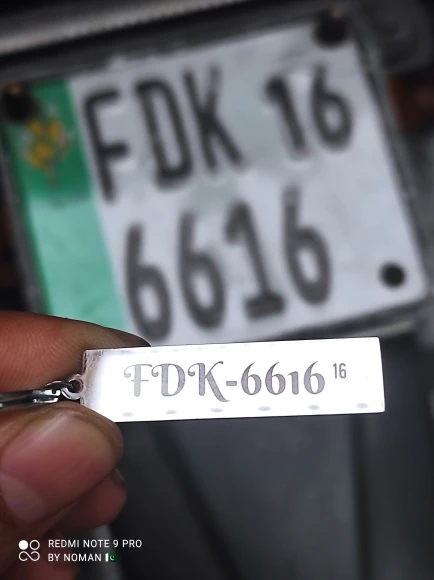 FDK 16
6616
FDK-6616 16
REDMI NOTE 9 PRO
BY NOMAN 🇵🇰